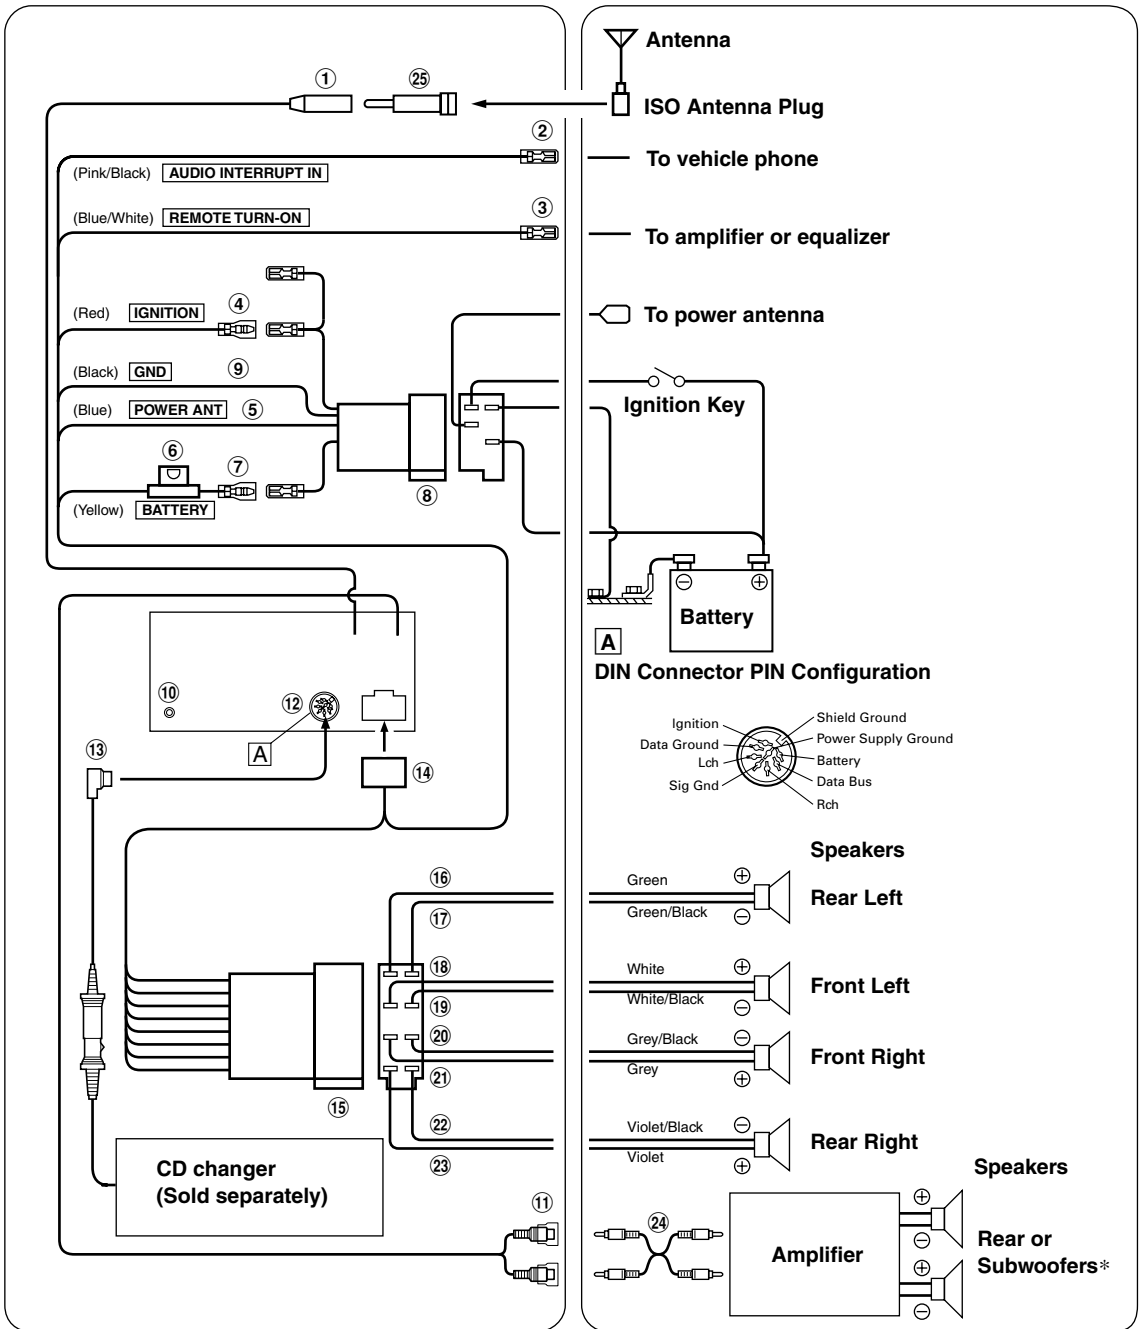 Antenna
① ㉕
ISO Antenna Plug
②
(Pink/Black) AUDIO INTERRUPT IN
To vehicle phone
(Blue/White) REMOTE TURN-ON
③
To amplifier or equalizer
(Red) IGNITION ④
To power antenna
(Black) GND ⑨
Ignition Key
(Blue) POWER ANT ⑤
⑥ ⑦
⑧
(Yellow) BATTERY
⊖ ⊕
Battery
A
DIN Connector PIN Configuration
⑩ ⑫
A
⑬ ⑭
Ignition
Data Ground
Lch
Sig Gnd
Shield Ground
Power Supply Ground
Battery
Data Bus
Rch
Speakers
⑯ Green ⊕
Rear Left
⑰ Green/Black ⊖
⑱ White ⊕
Front Left
⑲ White/Black ⊖
⑳ Grey/Black ⊖
Front Right
㉑ Grey ⊕
⑮
㉒ Violet/Black ⊖
Rear Right
㉓ Violet ⊕
CD changer
(Sold separately)
Speakers
⑪ ㉔
Amplifier
⊕
⊖
Rear or
Subwoofers*
⊕
⊖